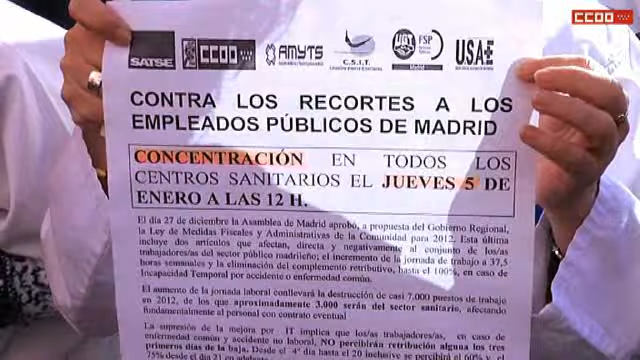 CCOO
SATSE CCOO AMYTS C.S.I.T. UGT FSP U.S.A.E
CONTRA LOS RECORTES A LOS
EMPLEADOS PÚBLICOS DE MADRID
CONCENTRACIÓN EN TODOS LOS
CENTROS SANITARIOS EL JUEVES 5 DE
ENERO A LAS 12 H.
El día 27 de diciembre la Asamblea de Madrid aprobó, a propuesta del Gobierno Regional,
la Ley de Medidas Fiscales y Administrativas de la Comunidad para 2012. Esta última
incluye dos artículos que afectan, directa y negativamente al conjunto de los/as
trabajadores/as del sector público madrileño; el incremento de la jornada de trabajo a 37,5
horas semanales y la eliminación del complemento retributivo, hasta el 100%, en caso de
Incapacidad Temporal por accidente o enfermedad común.
El aumento de la jornada laboral conllevará la destrucción de casi 7.000 puestos de trabajo
en 2012, de los que aproximadamente 3.000 serán del sector sanitario, afectando
fundamentalmente al personal con contrato eventual
La supresión de la mejora por IT implica que los/as trabajadores/as, en caso de
enfermedad común y accidente no laboral, NO percibirán retribución alguna los tres
primeros días de la baja. Desde el 4º día hasta el 20 inclusive se percibirá el 60% y el
75% desde el día 21 en adelante